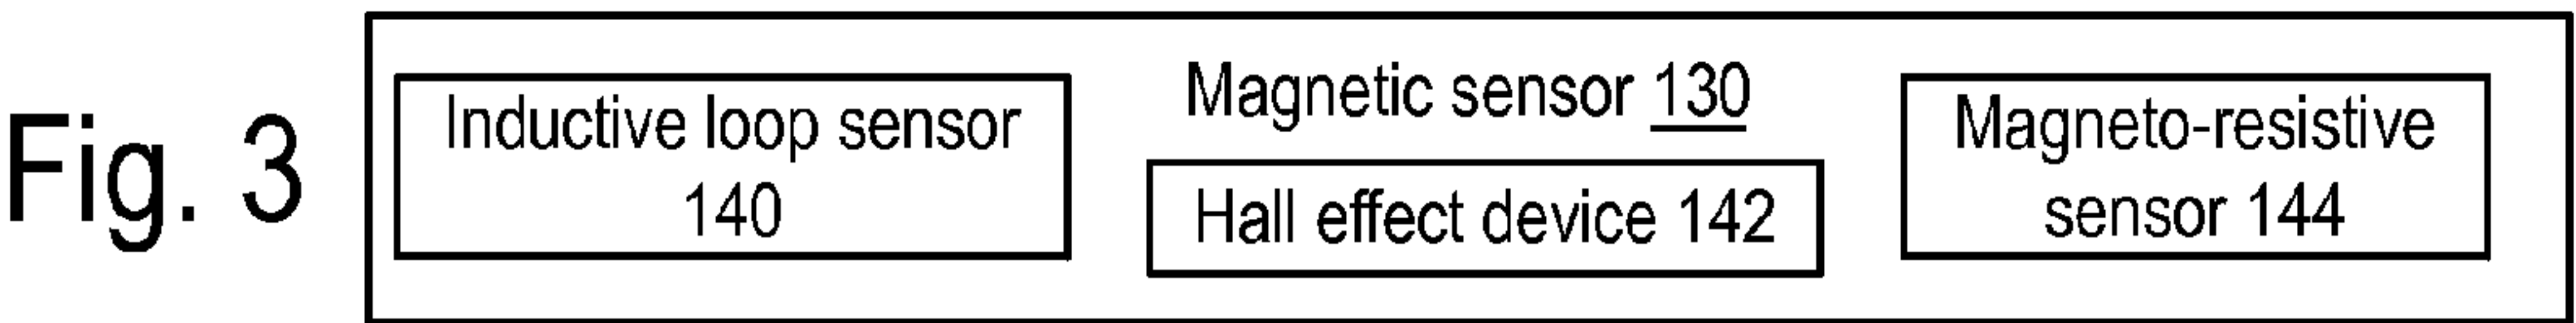 Fig. 3
Inductive loop sensor
140
Magnetic sensor 130
Hall effect device 142
Magneto-resistive
sensor 144